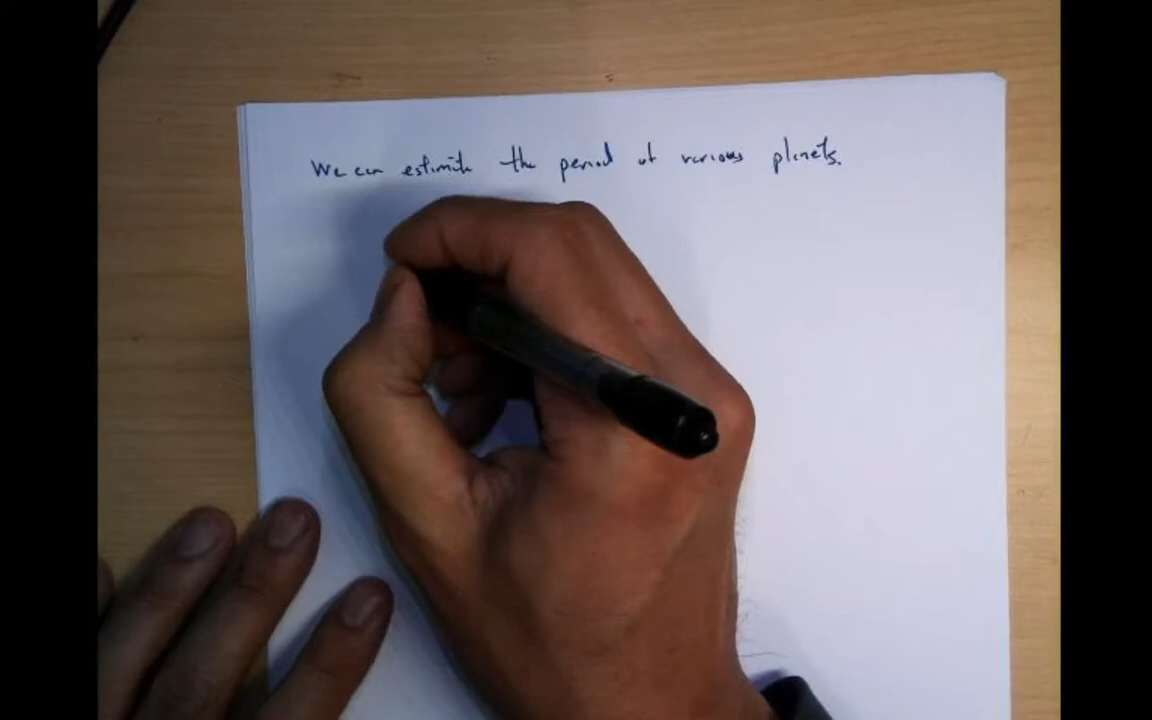 We can estimate the period of various planets.